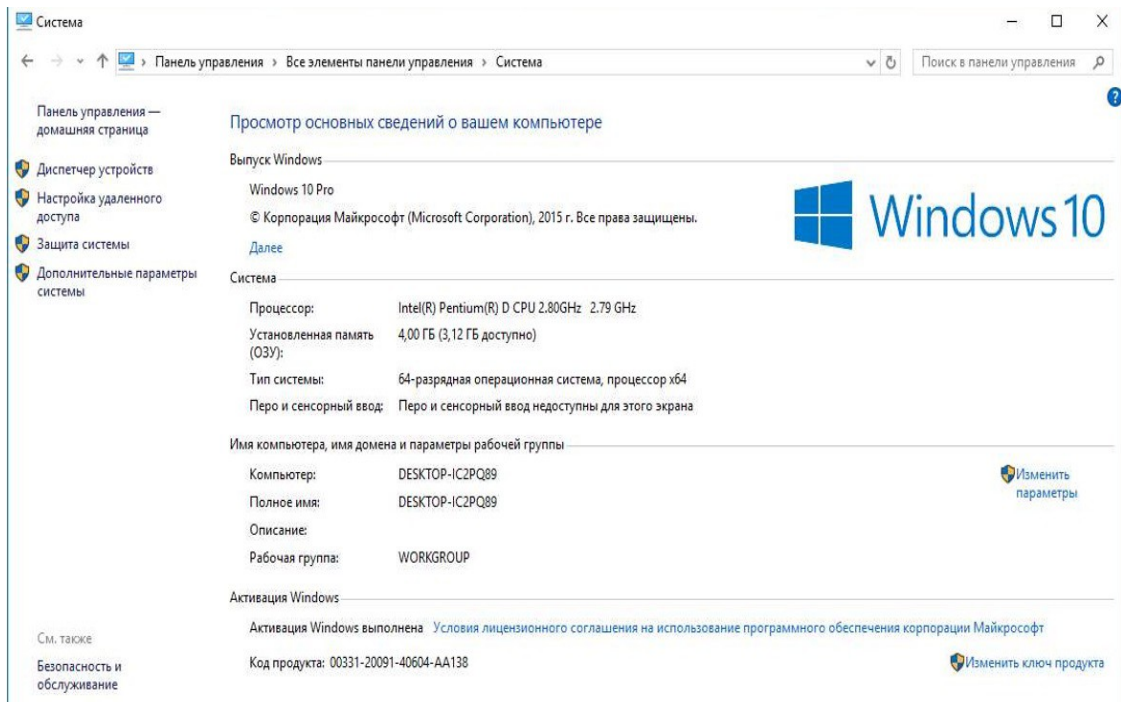 Система
Панель управления › Все элементы панели управления › Система
Поиск в панели управления
Панель управления —
домашняя страница
Диспетчер устройств
Настройка удаленного
доступа
Защита системы
Дополнительные параметры
системы
Просмотр основных сведений о вашем компьютере
Выпуск Windows
Windows 10 Pro
© Корпорация Майкрософт (Microsoft Corporation), 2015 г. Все права защищены.
Далее
Windows 10
Система
Процессор: Intel(R) Pentium(R) D CPU 2.80GHz 2.79 GHz
Установленная память 4,00 ГБ (3,12 ГБ доступно)
(ОЗУ):
Тип системы: 64-разрядная операционная система, процессор x64
Перо и сенсорный ввод: Перо и сенсорный ввод недоступны для этого экрана
Имя компьютера, имя домена и параметры рабочей группы
Компьютер: DESKTOP-IC2PQ89
Полное имя: DESKTOP-IC2PQ89
Описание:
Рабочая группа: WORKGROUP
Изменить
параметры
Активация Windows
Активация Windows выполнена Условия лицензионного соглашения на использование программного обеспечения корпорации Майкрософт
Код продукта: 00331-20091-40604-AA138
Изменить ключ продукта
См. также
Безопасность и
обслуживание